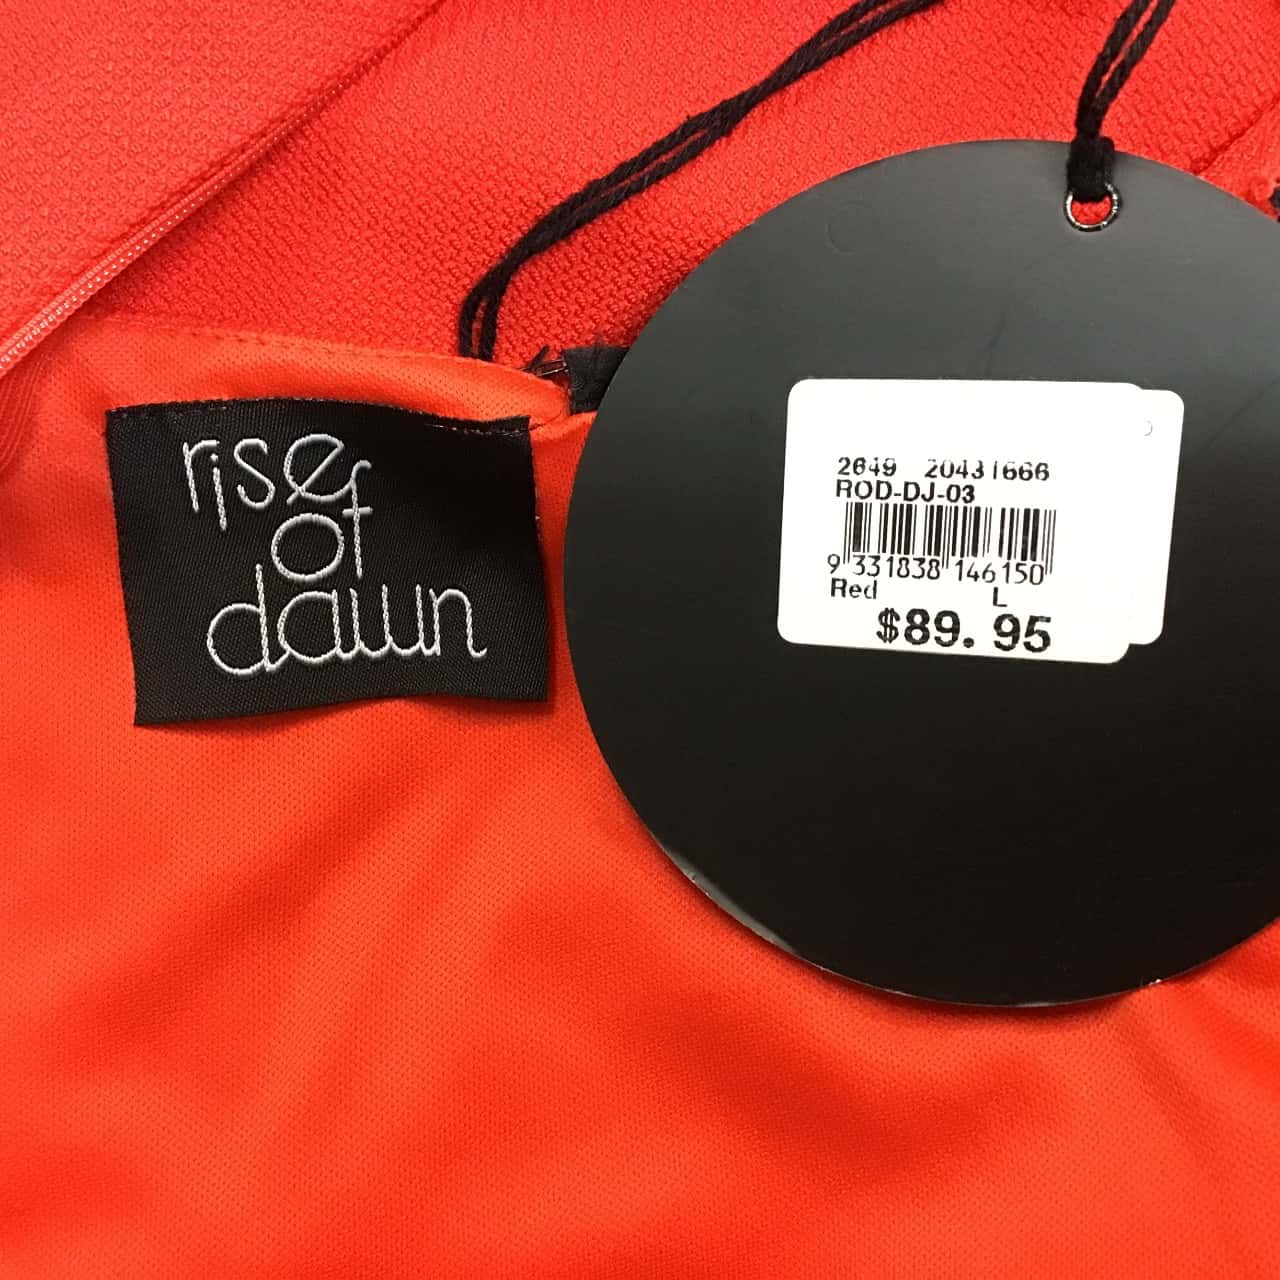 rise
of
dawn
2649 20431666
ROD-DJ-03
9 331838 146150
Red L
$89.95